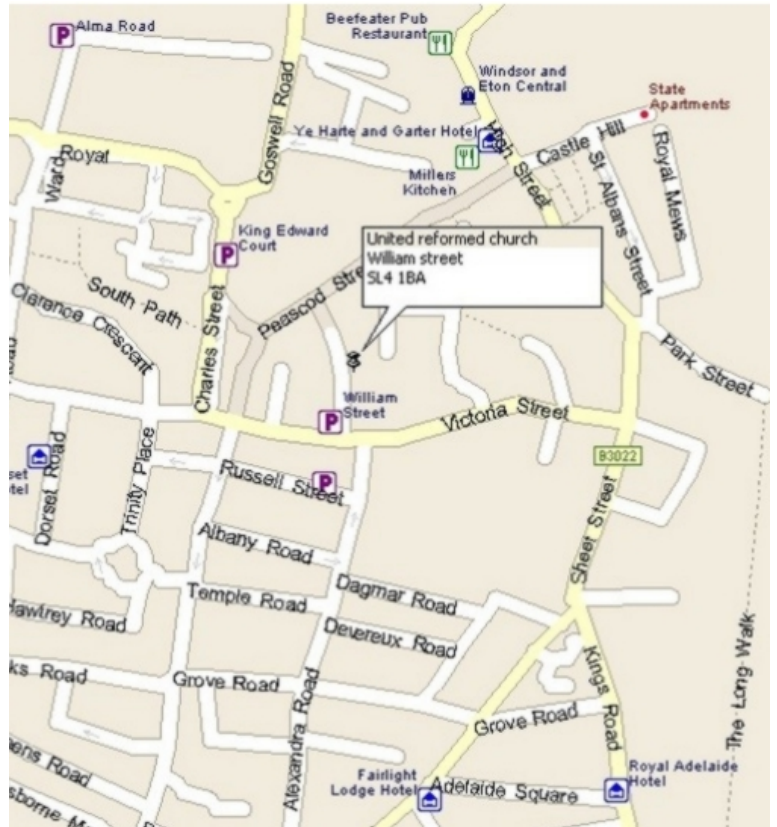 Alma Road
P
Beefeater Pub
Restaurant
Goswell Road
Windsor and
Eton Central
State
Apartments
Ye Harte and Garter Hotel
High Street
Castle Hill
Royal
Ward
Millers
Kitchen
St Albans Street
Royal Mews
King Edward
Court
P
United reformed church
William street
SL4 1BA
Peascod
South Path
Clarence Crescent
Charles Street
Park Street
William
Street
P
Victoria Street
B3022
Russell Street
P
Dorset Road
Trinity Place
Sheet Street
Albany Road
Temple Road
Dagmar Road
Devereux Road
Road
Grove Road
Alexandra Road
Grove Road
Kings Road
The Long Walk
Road
Fairlight
Lodge Hotel
Adelaide Square
Royal Adelaide
Hotel